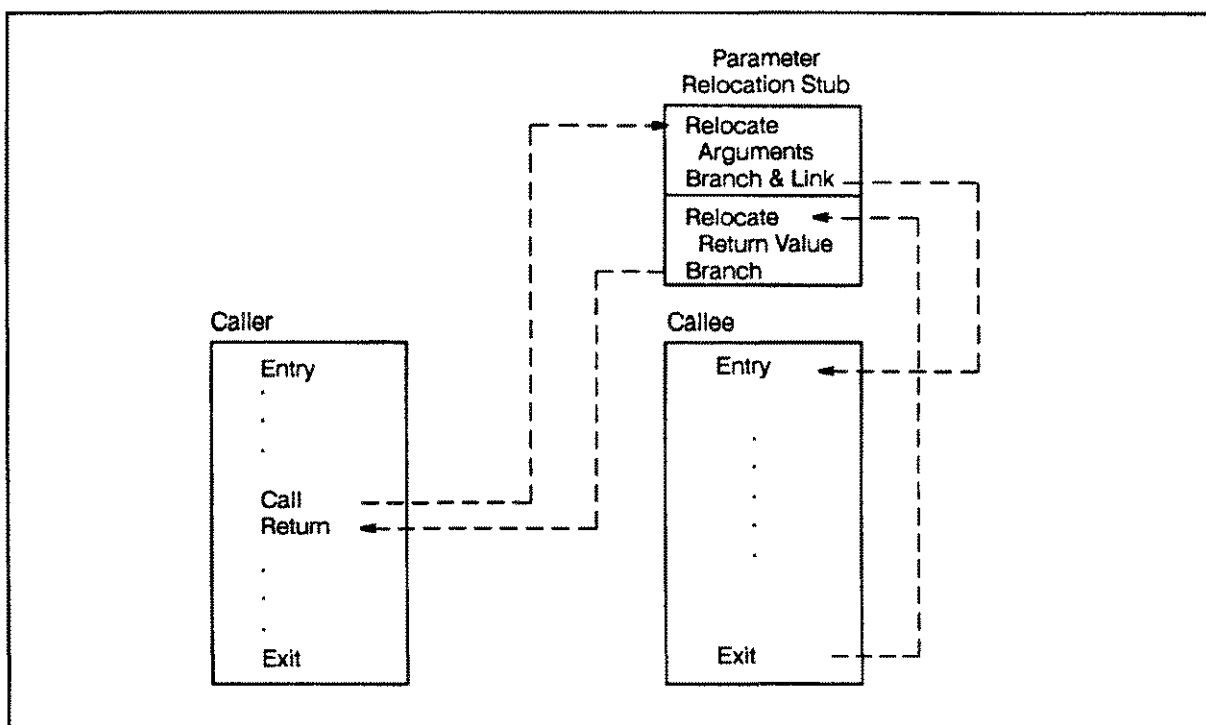 Parameter
Relocation Stub
Relocate
Arguments
Branch & Link
Relocate
Return Value
Branch
Caller
Entry
Call
Return
Exit
Callee
Entry
Exit